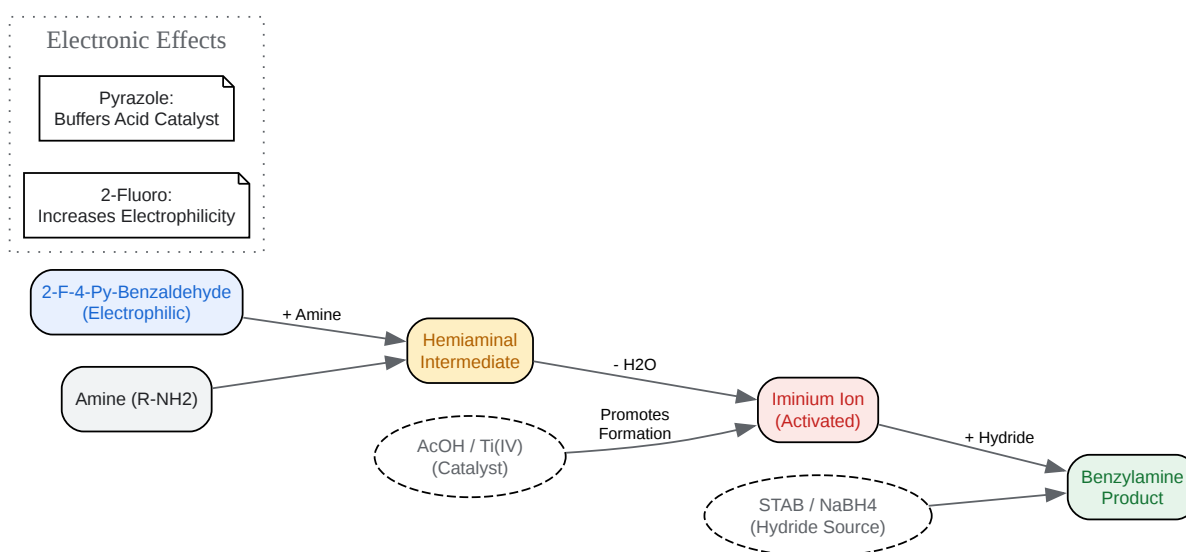 Electronic Effects
Pyrazole:
Buffers Acid Catalyst
2-Fluoro:
Increases Electrophilicity
2-F-4-Py-Benzaldehyde
(Electrophilic)
+ Amine
Amine (R-NH2)
Hemiaminal
Intermediate
- H2O
Promotes
Formation
AcOH / Ti(IV)
(Catalyst)
Iminium Ion
(Activated)
+ Hydride
STAB / NaBH4
(Hydride Source)
Benzylamine
Product